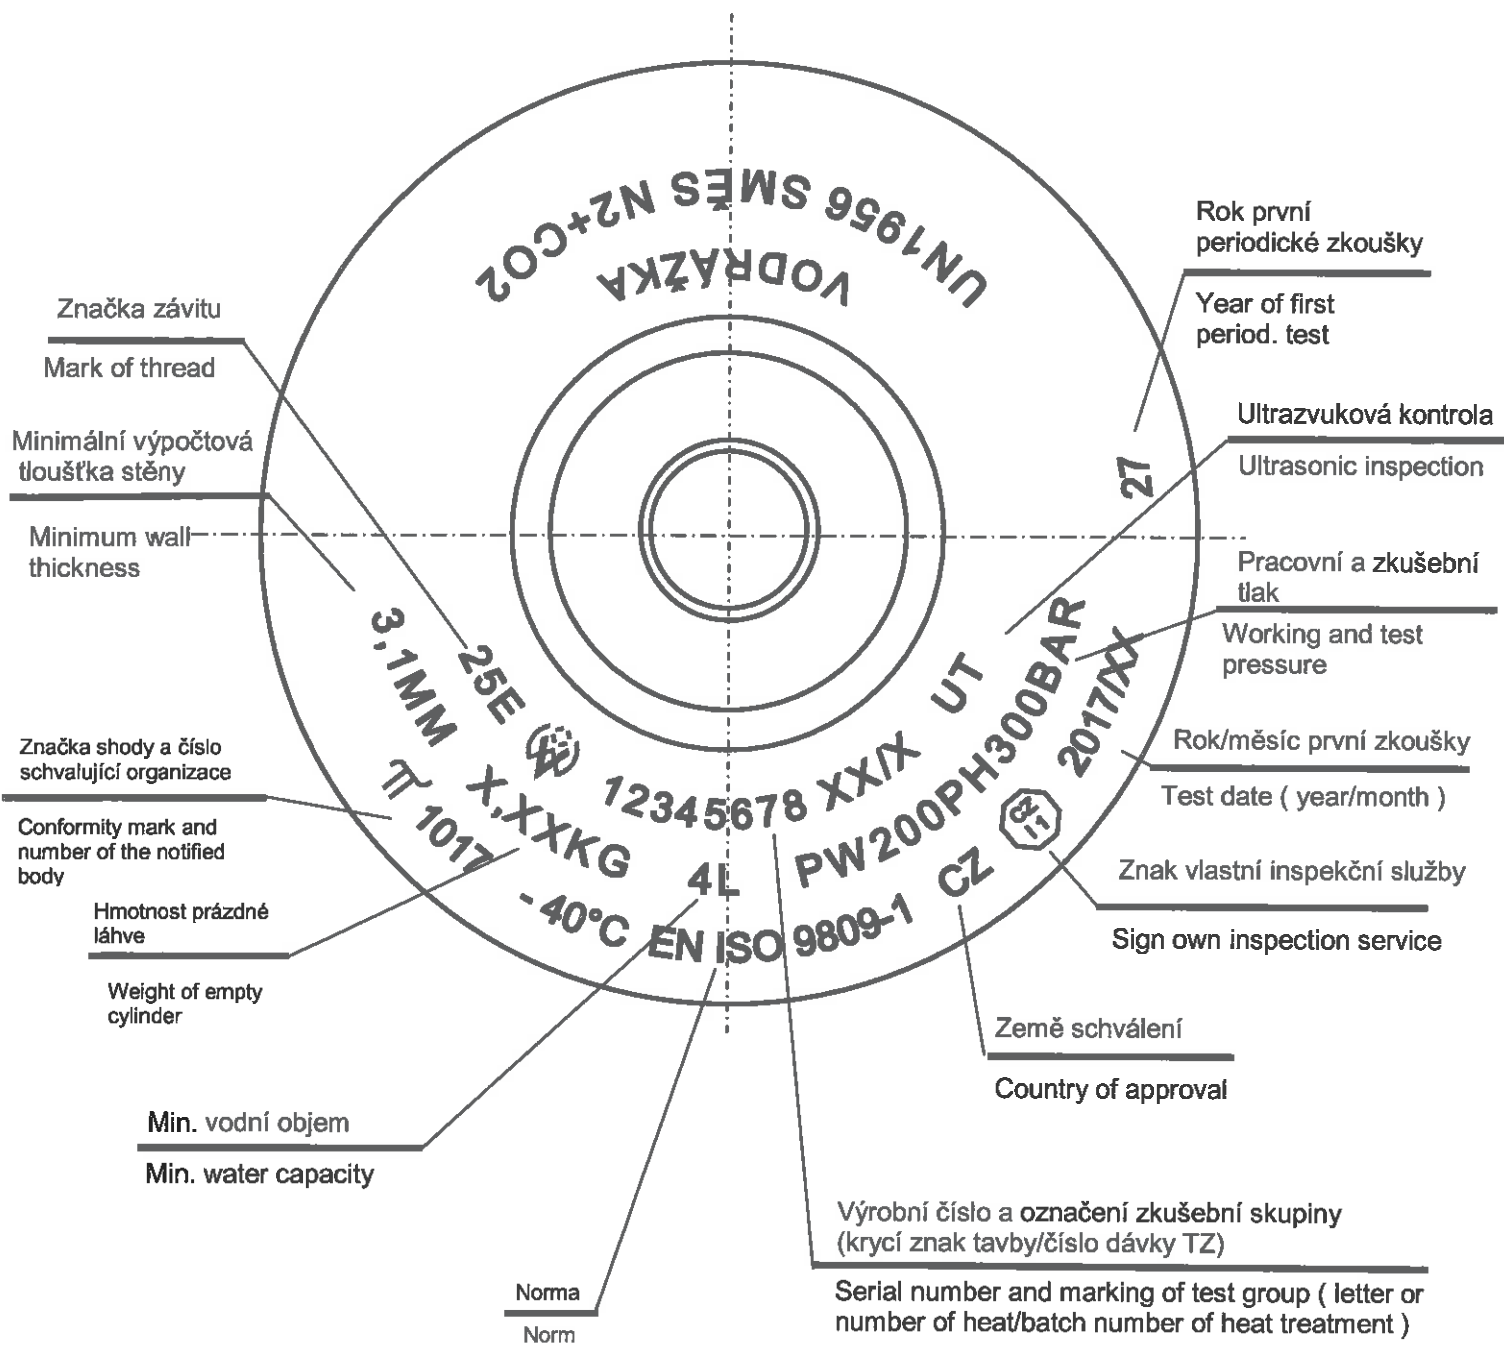 UN1956 SMĚS N2+CO2
VODRÁŽKA
Rok první
periodické zkoušky
Year of first
period. test
27
Značka závitu
Mark of thread
Ultrazvuková kontrola
Ultrasonic inspection
Minimální výpočtová
tloušťka stěny
Minimum wall
thickness
Pracovní a zkušební
tlak
Working and test
pressure
25E
12345678 XX/X UT
3,1MM X,XXKG 4L PW200PH300BAR
π 1017 -40°C EN ISO 9809-1 CZ
CZ
I1
2017/XX
Značka shody a číslo
schvalující organizace
Conformity mark and
number of the notified
body
Rok/měsíc první zkoušky
Test date ( year/month )
Znak vlastní inspekční služby
Sign own inspection service
Hmotnost prázdné
láhve
Weight of empty
cylinder
Země schválení
Country of approval
Min. vodní objem
Min. water capacity
Výrobní číslo a označení zkušební skupiny
(krycí znak tavby/číslo dávky TZ)
Serial number and marking of test group ( letter or
number of heat/batch number of heat treatment )
Norma
Norm